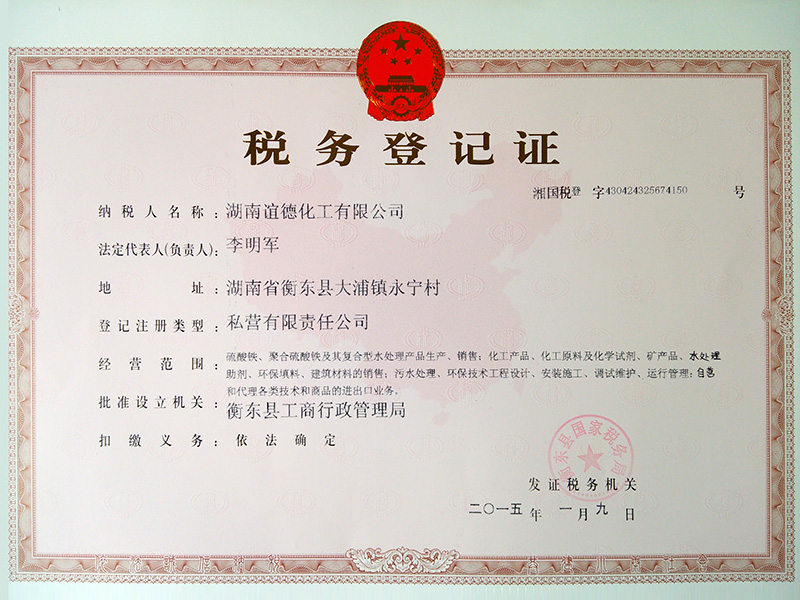 税务登记证
湘国税登 字430424325674150 号
纳税人名称：湖南谊德化工有限公司
法定代表人(负责人)：李明军
地址：湖南省衡东县大浦镇永宁村
登记注册类型：私营有限责任公司
经营范围：硫酸铁、聚合硫酸铁及其复合型水处理产品生产、销售；化工产品、化工原料及化学试剂、矿产品、水处理
助剂、环保填料、建筑材料的销售；污水处理、环保技术工程设计、安装施工、调试维护、运行管理；自营
和代理各类技术和商品的进出口业务。
批准设立机关：衡东县工商行政管理局
扣缴义务：依法确定
衡东县国家税务局
发证税务机关
二〇一五年一月九日